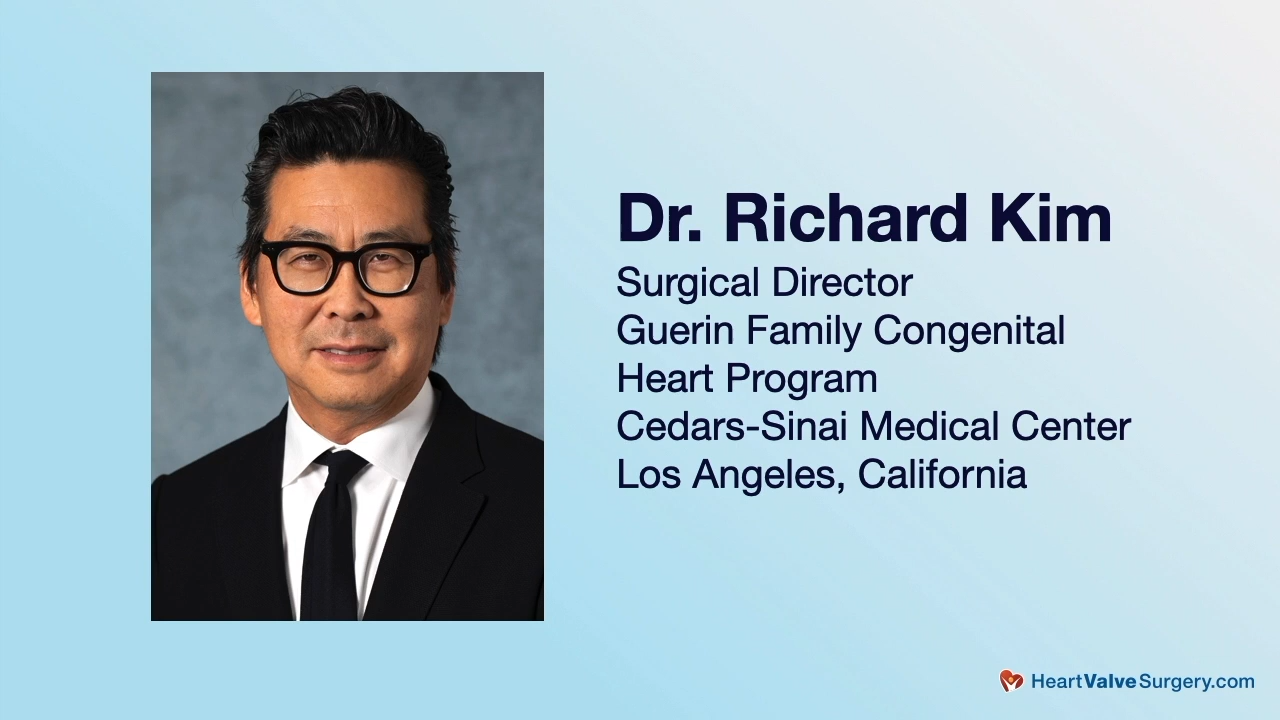 Dr. Richard Kim
Surgical Director
Guerin Family Congenital
Heart Program
Cedars-Sinai Medical Center
Los Angeles, California
HeartValveSurgery.com